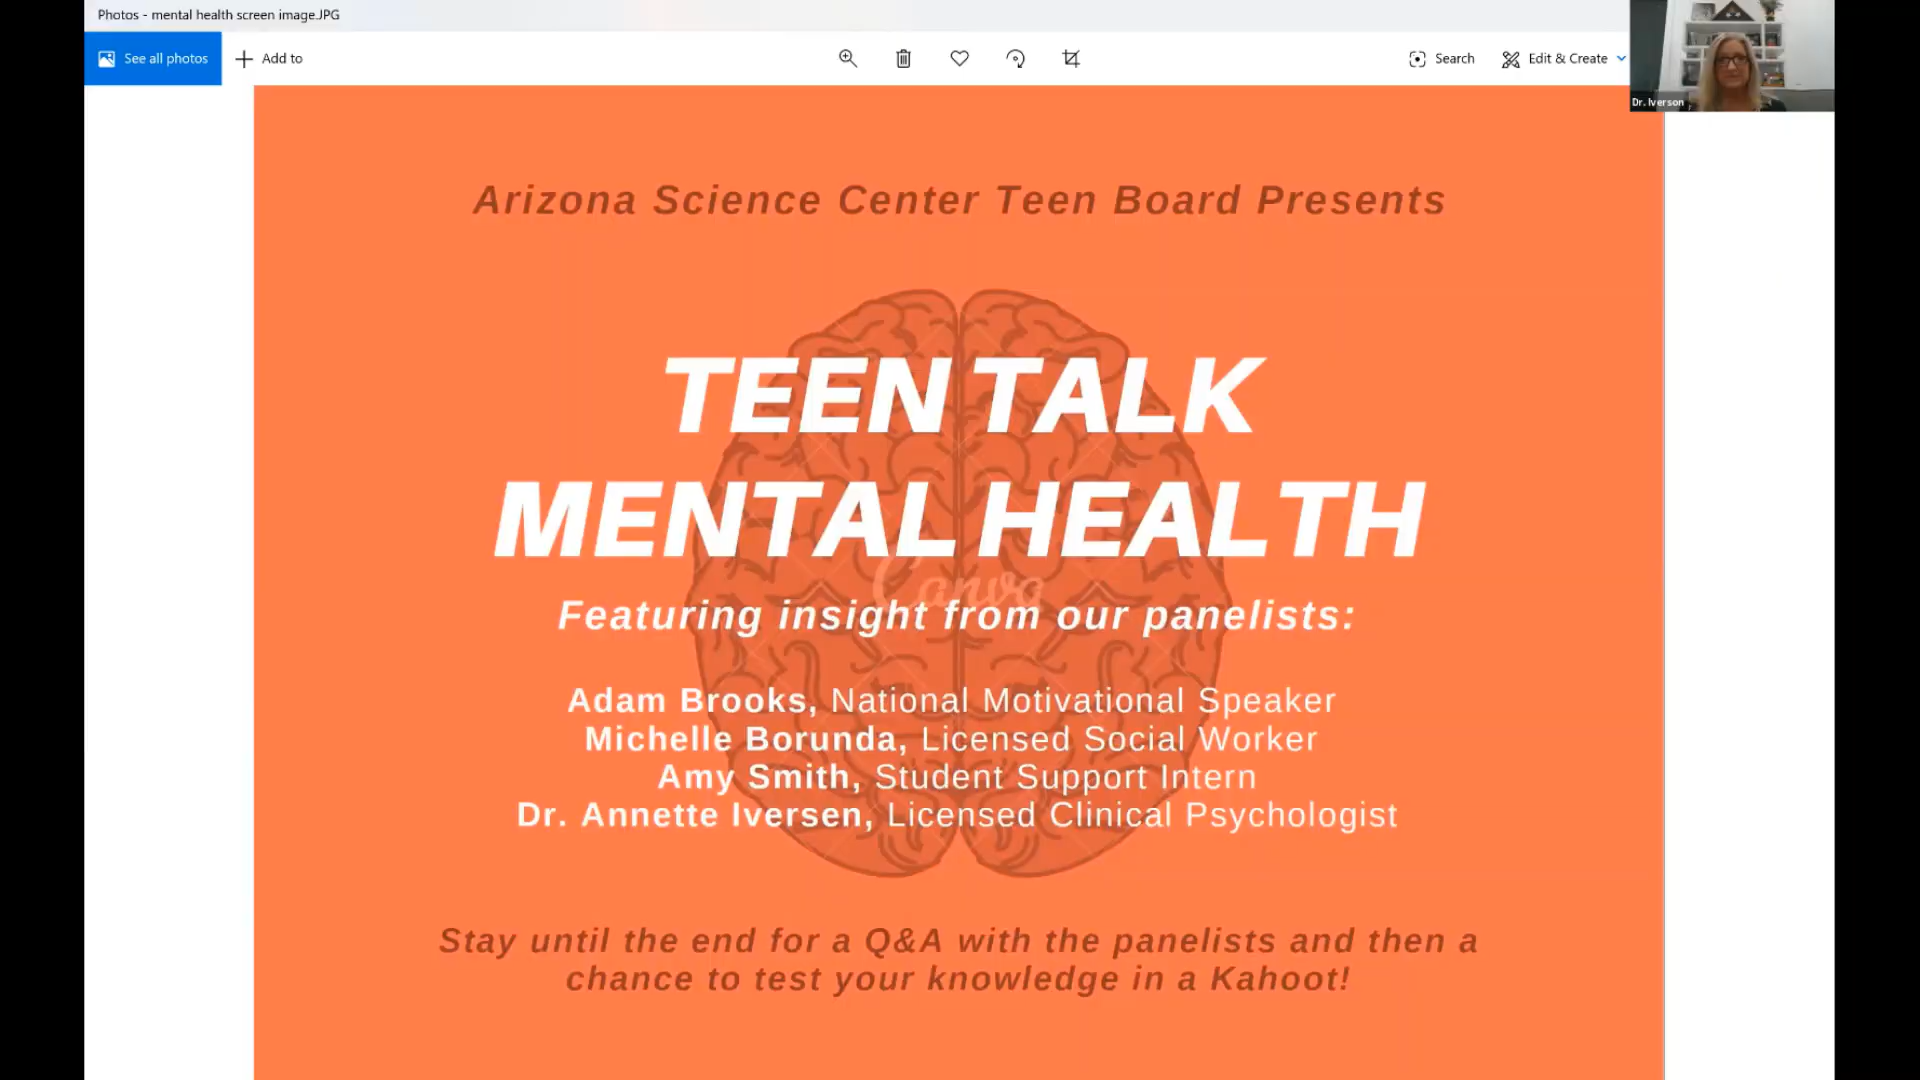 Photos - mental health screen image.JPG
See all photos
Add to
Search
Edit & Create
Dr. Iverson
Arizona Science Center Teen Board Presents
TEEN TALK
MENTAL HEALTH
Canva
Featuring insight from our panelists:
Adam Brooks, National Motivational Speaker
Michelle Borunda, Licensed Social Worker
Amy Smith, Student Support Intern
Dr. Annette Iversen, Licensed Clinical Psychologist
Stay until the end for a Q&A with the panelists and then a
chance to test your knowledge in a Kahoot!